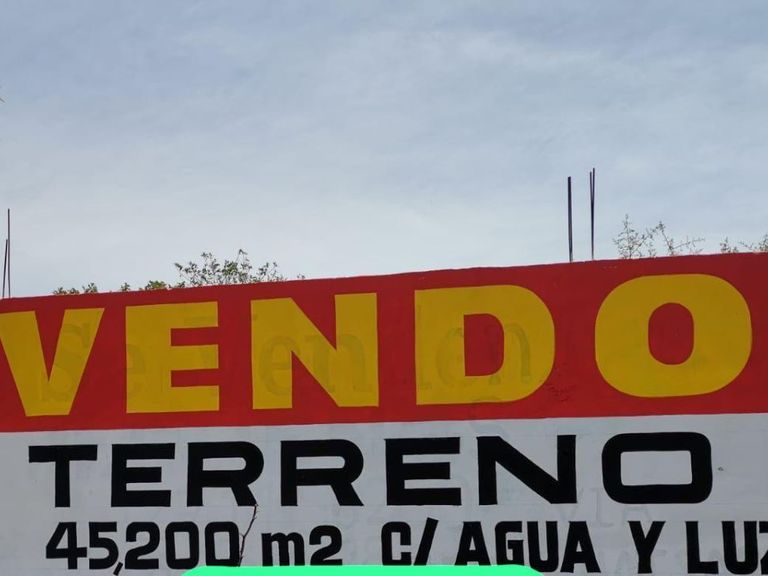 VENDO
TERRENO
45,200 m2 C/ AGUA Y LUZ